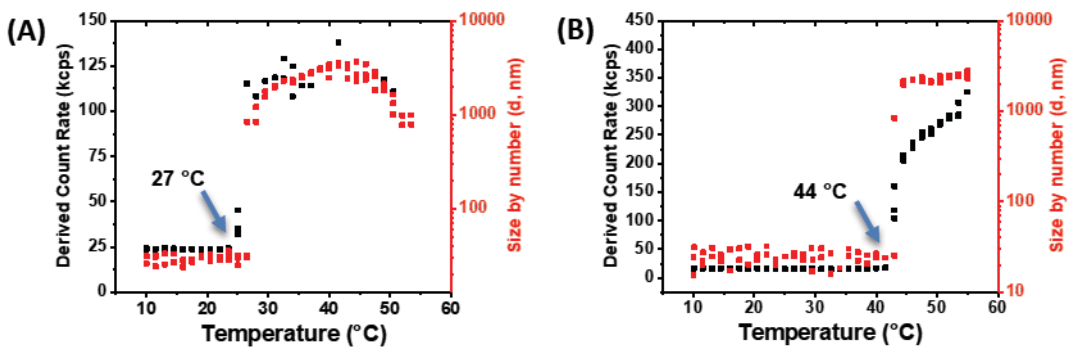 (A)
Derived Count Rate (kcps)
150
125
100
75
50
25
0
27 °C
10 20 30 40 50 60
Temperature (°C)
10000
1000
100
Size by number (d, nm)
(B)
Derived Count Rate (kcps)
450
400
350
300
250
200
150
100
50
0
44 °C
10 20 30 40 50 60
Temperature (°C)
10000
1000
100
10
Size by number (d, nm)